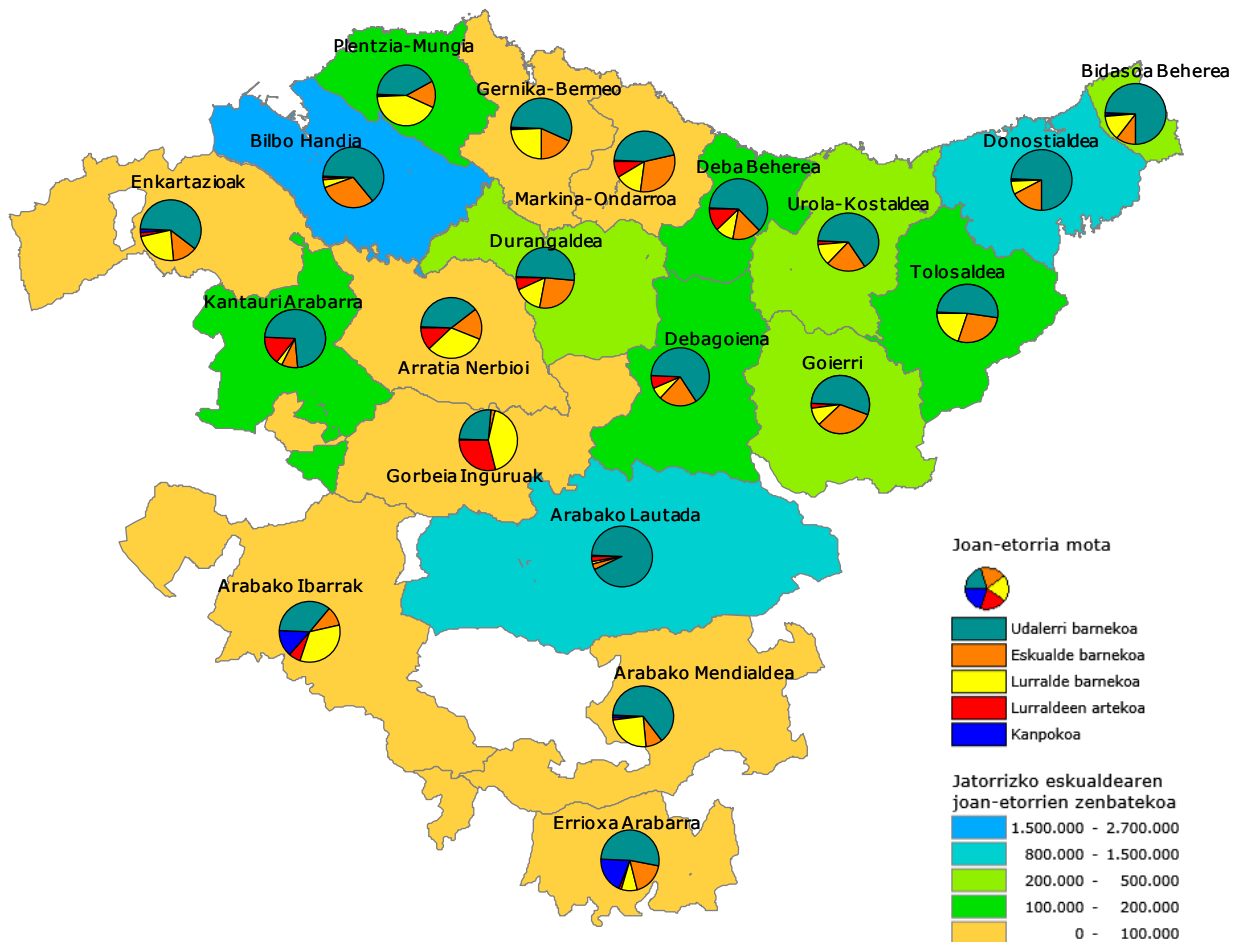 Plentzia-Mungia
Bidasoa Beherea
Gernika-Bermeo
Bilbo Handia
Donostialdea
Deba Beherea
Enkartazioak
Markina-Ondarroa
Urola-Kostaldea
Durangaldea
Tolosaldea
Kantauri Arabarra
Debagoiena
Arratia Nerbioi
Goierri
Gorbeia Inguruak
Arabako Lautada
Arabako Ibarrak
Arabako Mendialdea
Errioxa Arabarra
Joan-etorria mota
Udalerri barnekoa
Eskualde barnekoa
Lurralde barnekoa
Lurraldeen artekoa
Kanpokoa
Jatorrizko eskualdearen
joan-etorrien zenbatekoa
1.500.000 - 2.700.000
800.000 - 1.500.000
200.000 - 500.000
100.000 - 200.000
0 - 100.000